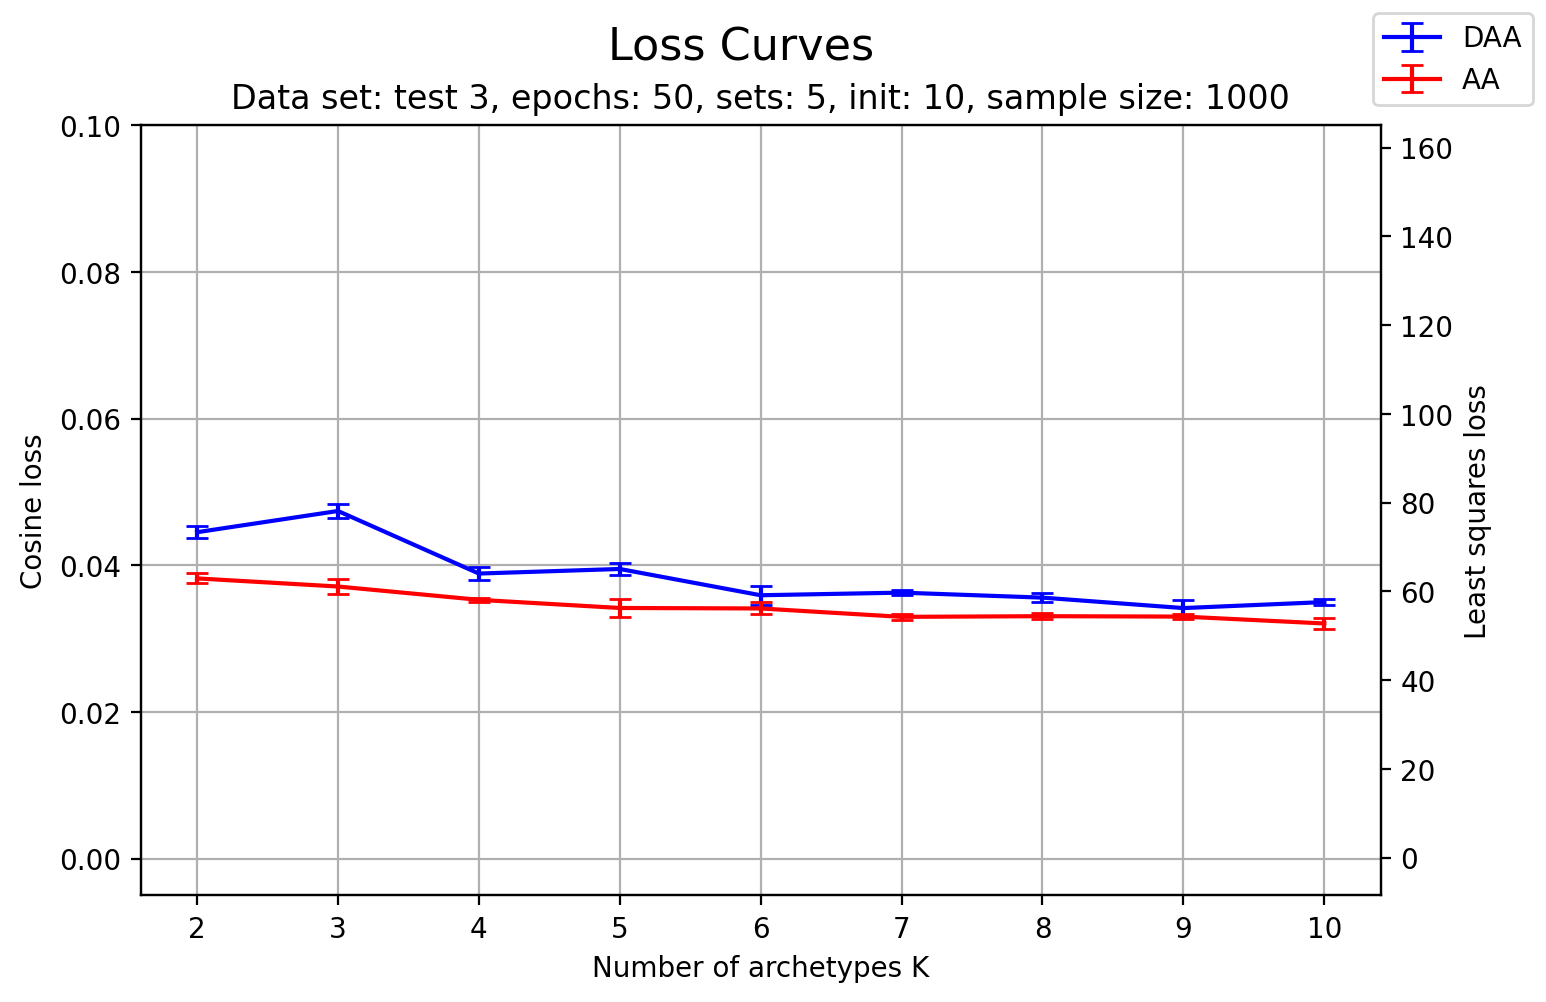 Loss Curves
Data set: test 3, epochs: 50, sets: 5, init: 10, sample size: 1000
DAA
AA
0.10
0.08
0.06
0.04
0.02
0.00
Cosine loss
160
140
120
100
80
60
40
20
0
Least squares loss
2 3 4 5 6 7 8 9 10
Number of archetypes K